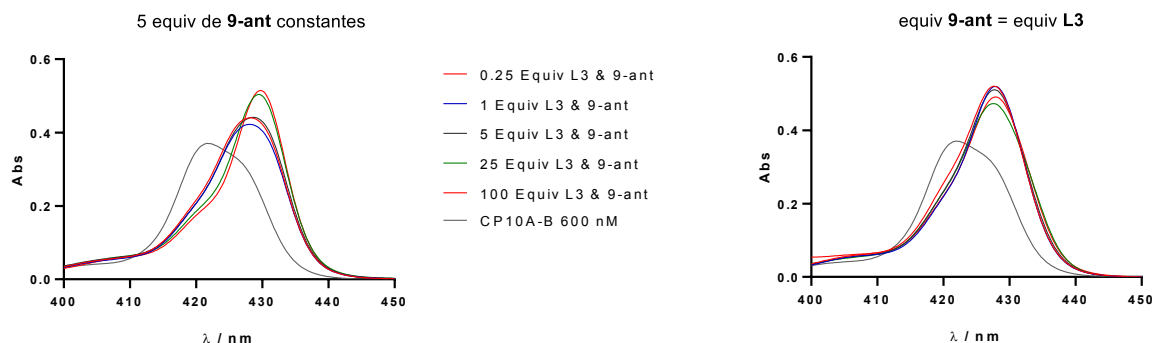 5 equiv de 9-ant constantes
0.6
0.4
0.2
0.0
Abs
400 410 420 430 440 450
λ / nm
0.25 Equiv L3 & 9-ant
1 Equiv L3 & 9-ant
5 Equiv L3 & 9-ant
25 Equiv L3 & 9-ant
100 Equiv L3 & 9-ant
CP10A-B 600 nM
equiv 9-ant = equiv L3
0.6
0.4
0.2
0.0
Abs
400 410 420 430 440 450
λ / nm